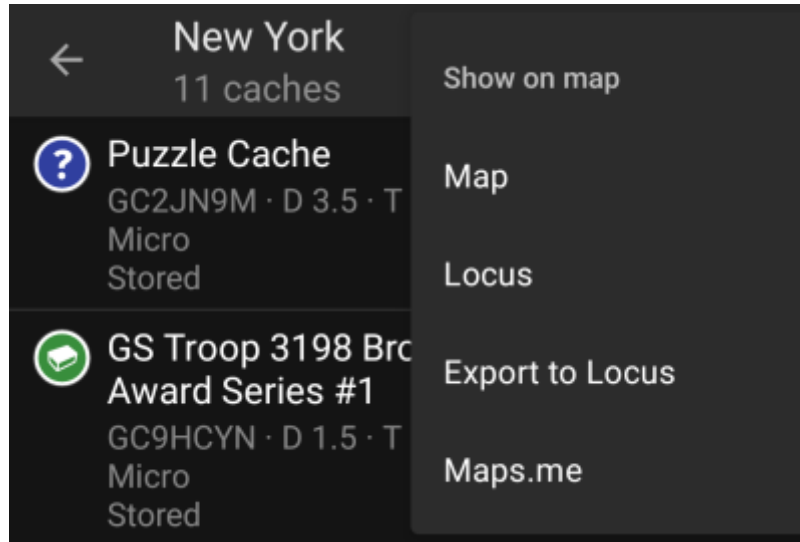 New York
11 caches
Puzzle Cache
GC2JN9M · D 3.5 · T
Micro
Stored
GS Troop 3198
Award Series #1
GC9HCYN · D 1.5 · T
Micro
Stored
Show on map
Map
Locus
Export to Locus
Maps.me